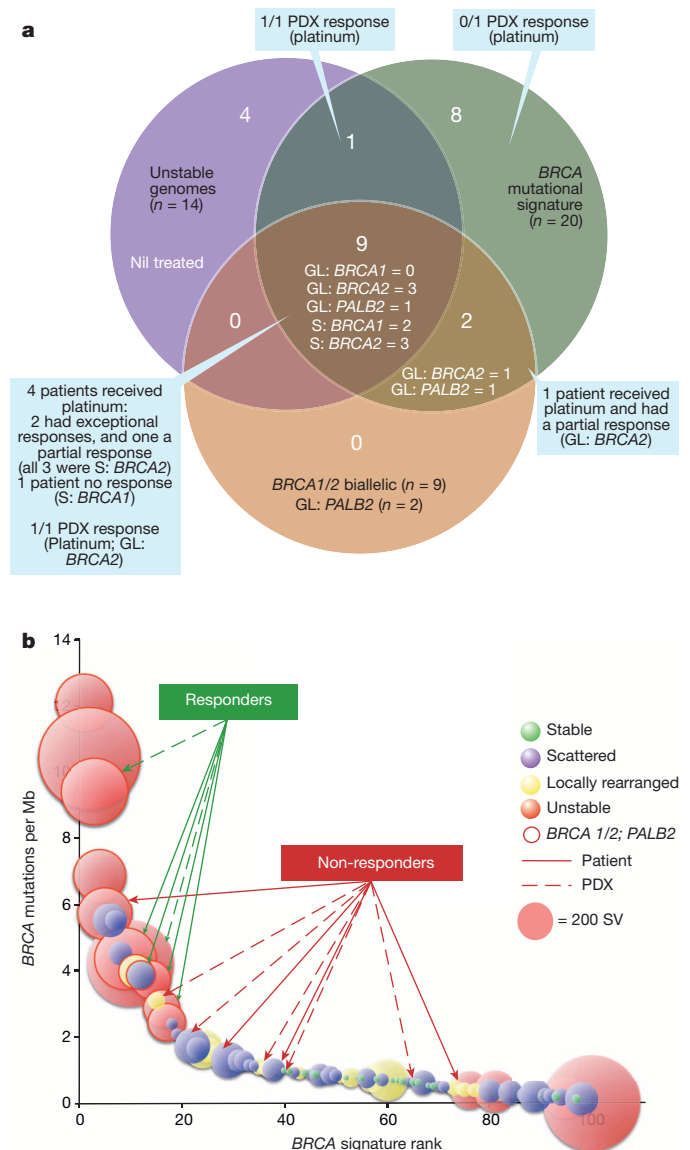 a
1/1 PDX response
(platinum)
0/1 PDX response
(platinum)
4
8
1
Unstable
genomes
(n = 14)
BRCA
mutational
signature
(n = 20)
Nil treated
9
GL: BRCA1 = 0
GL: BRCA2 = 3
GL: PALB2 = 1
S: BRCA1 = 2
S: BRCA2 = 3
0
2
GL: BRCA2 = 1
GL: PALB2 = 1
4 patients received
platinum:
2 had exceptional
responses, and one a
partial response
(all 3 were S: BRCA2)
1 patient no response
(S: BRCA1)
1/1 PDX response
(Platinum; GL:
BRCA2)
1 patient received
platinum and had
a partial response
(GL: BRCA2)
0
BRCA1/2 biallelic (n = 9)
GL: PALB2 (n = 2)
b
14
12
10
8
6
4
2
0
BRCA mutations per Mb
Responders
Non-responders
Stable
Scattered
Locally rearranged
Unstable
BRCA 1/2; PALB2
Patient
PDX
= 200 SV
0
20
40
60
80
100
BRCA signature rank